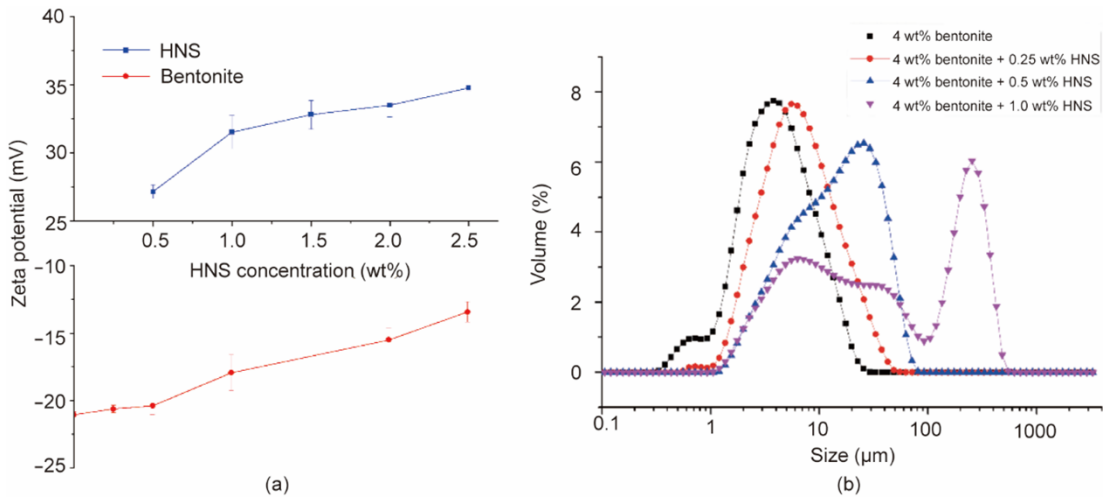 HNS
Bentonite
40
35
30
25
0.5 1.0 1.5 2.0 2.5
HNS concentration (wt%)
Zeta potential (mV)
−10
−15
−20
−25
(a)
4 wt% bentonite
4 wt% bentonite + 0.25 wt% HNS
4 wt% bentonite + 0.5 wt% HNS
4 wt% bentonite + 1.0 wt% HNS
8
6
4
2
0
Volume (%)
0.1 1 10 100 1000
Size (μm)
(b)